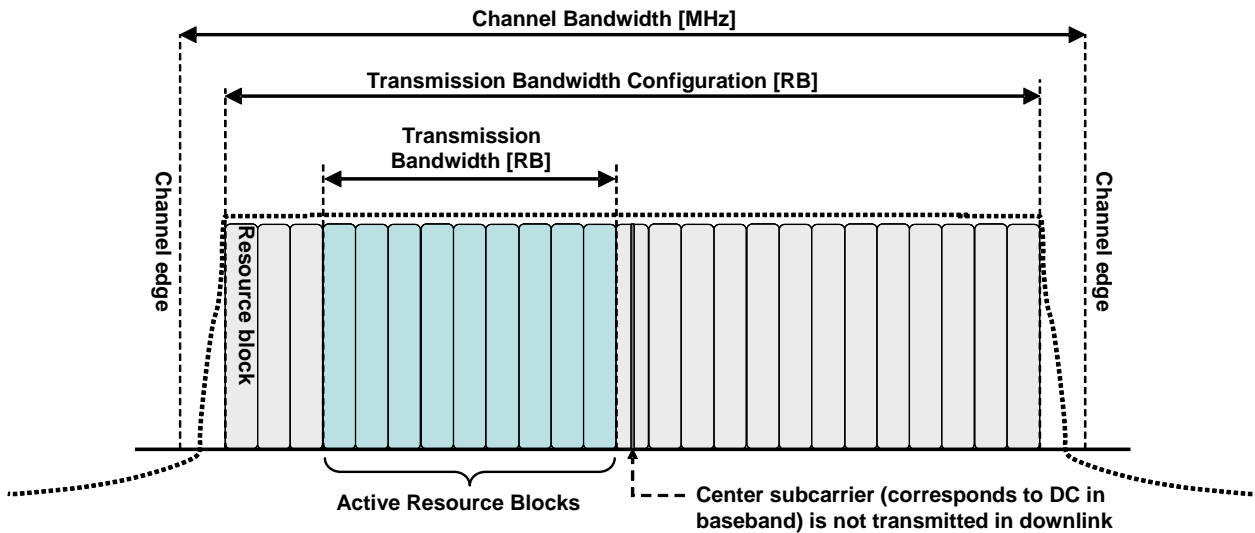 Channel Bandwidth [MHz]
Transmission Bandwidth Configuration [RB]
Transmission
Bandwidth [RB]
Channel edge
Resource block
Channel edge
Active Resource Blocks
Center subcarrier (corresponds to DC in
baseband) is not transmitted in downlink